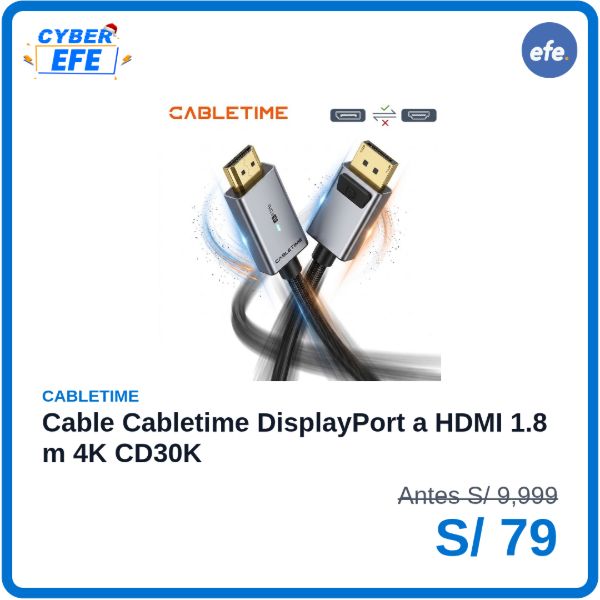 CYBER
EFE
efe.
CABLETIME
CABLETIME
CABLETIME
Cable Cabletime DisplayPort a HDMI 1.8
m 4K CD30K
Antes S/ 9,999
S/ 79